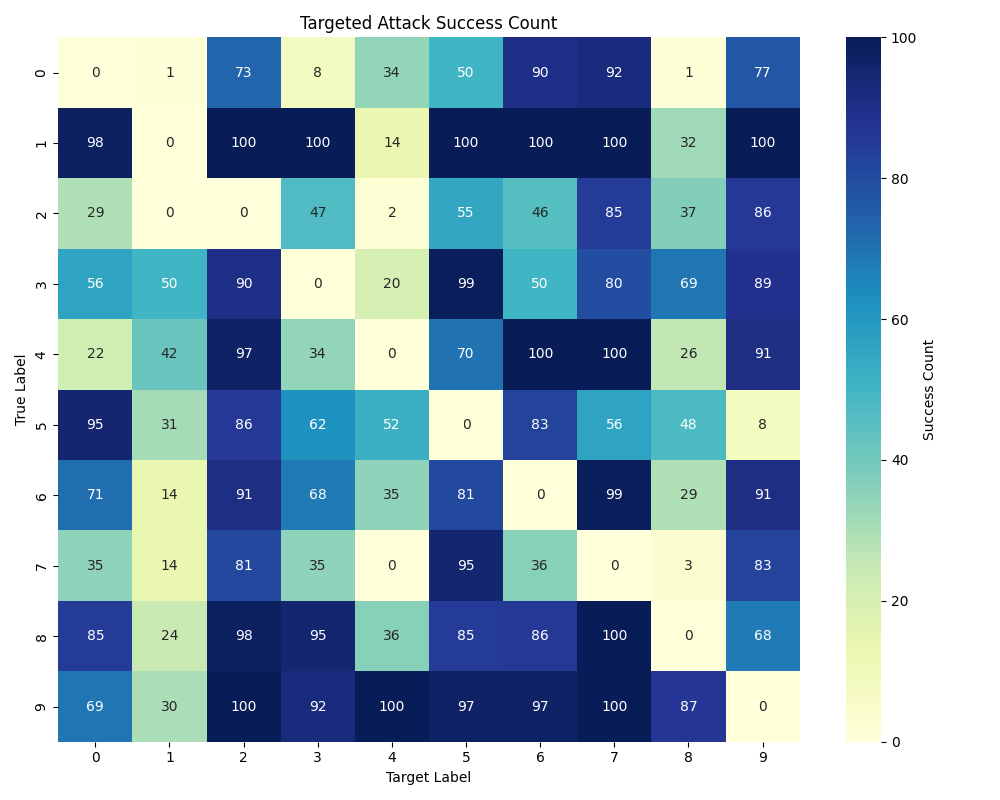 Targeted Attack Success Count
True Label
0 0 1 73 8 34 50 90 92 1 77
1 98 0 100 100 14 100 100 100 32 100
2 29 0 0 47 2 55 46 85 37 86
3 56 50 90 0 20 99 50 80 69 89
4 22 42 97 34 0 70 100 100 26 91
5 95 31 86 62 52 0 83 56 48 8
6 71 14 91 68 35 81 0 99 29 91
7 35 14 81 35 0 95 36 0 3 83
8 85 24 98 95 36 85 86 100 0 68
9 69 30 100 92 100 97 97 100 87 0
0 1 2 3 4 5 6 7 8 9
Target Label
100
80
60
40
20
0
Success Count